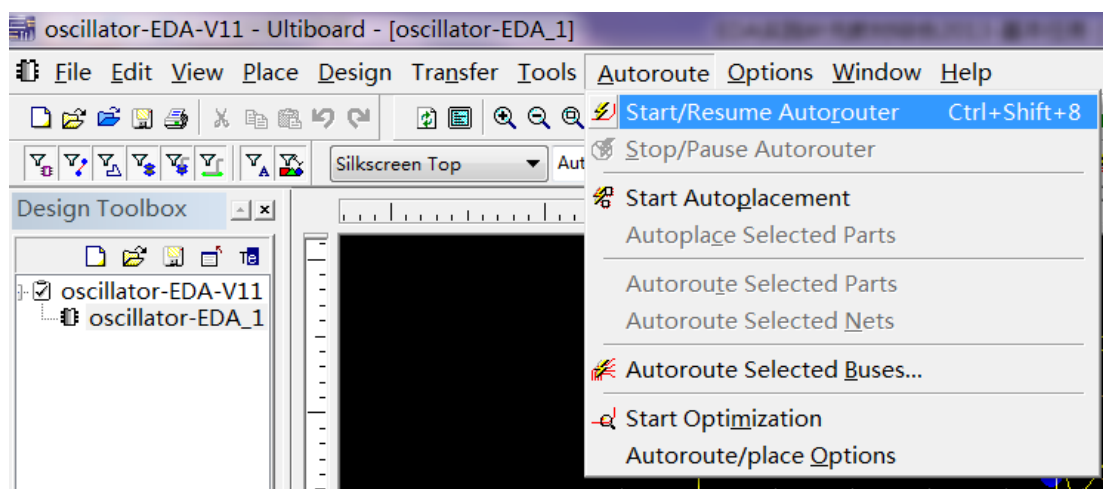 oscillator-EDA-V11 - Ultiboard - [oscillator-EDA_1]
File Edit View Place Design Transfer Tools Autoroute Options Window Help
Start/Resume Autorouter Ctrl+Shift+8
Stop/Pause Autorouter
Silkscreen Top Aut
Start Autoplacement
Autoplace Selected Parts
Autoroute Selected Parts
Autoroute Selected Nets
Autoroute Selected Buses...
Start Optimization
Autoroute/place Options
Design Toolbox
oscillator-EDA-V11
oscillator-EDA_1